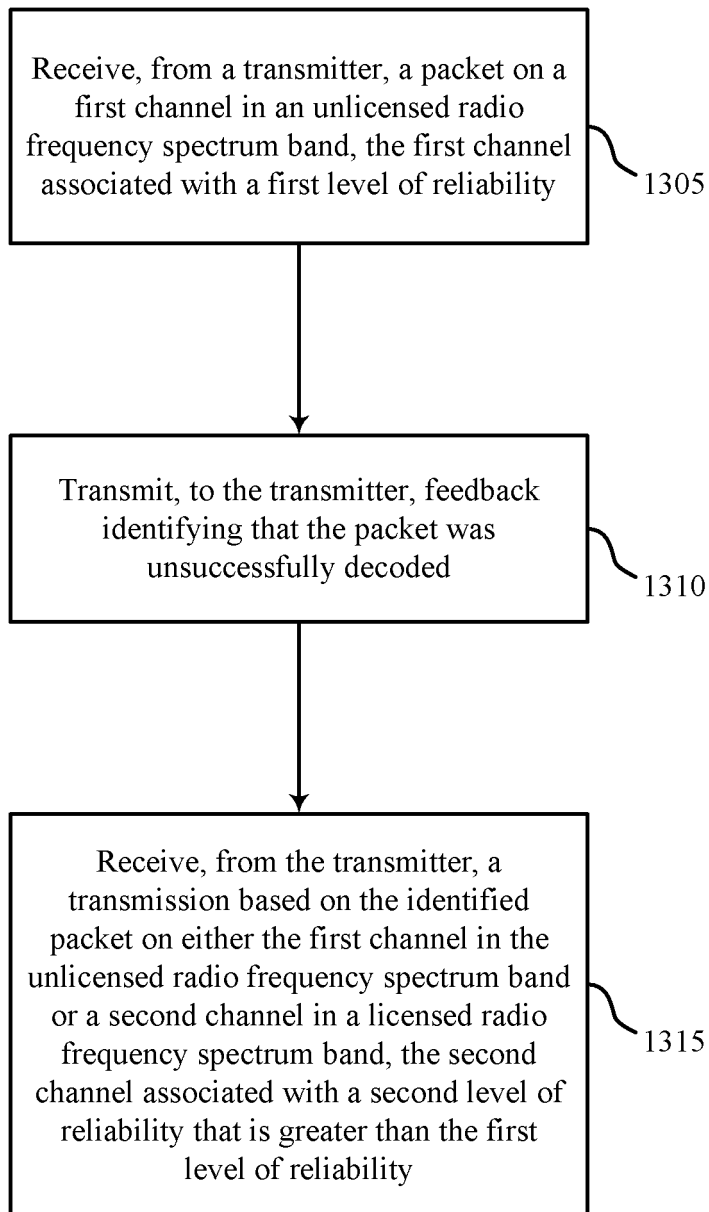 Receive, from a transmitter, a packet on a
first channel in an unlicensed radio
frequency spectrum band, the first channel
associated with a first level of reliability
1305
Transmit, to the transmitter, feedback
identifying that the packet was
unsuccessfully decoded
1310
Receive, from the transmitter, a
transmission based on the identified
packet on either the first channel in the
unlicensed radio frequency spectrum band
or a second channel in a licensed radio
frequency spectrum band, the second
channel associated with a second level of
reliability that is greater than the first
level of reliability
1315